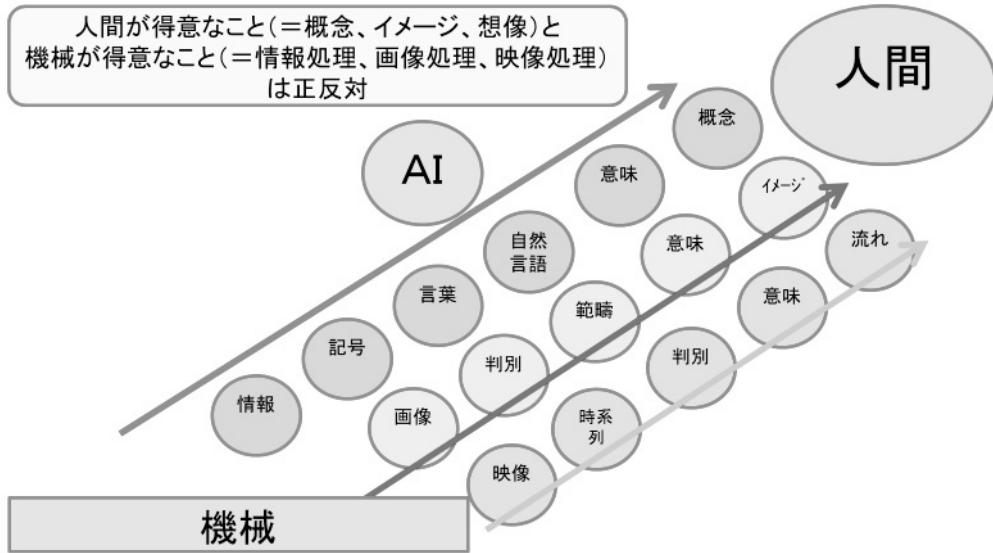 人間が得意なこと(=概念、イメージ、想像)と
機械が得意なこと(=情報処理、画像処理、映像処理)
は正反対
人間
AI
概念
意味
イメージ
自然
言語
意味
流れ
言葉
範疇
意味
記号
判別
判別
情報
画像
時系
列
映像
機械